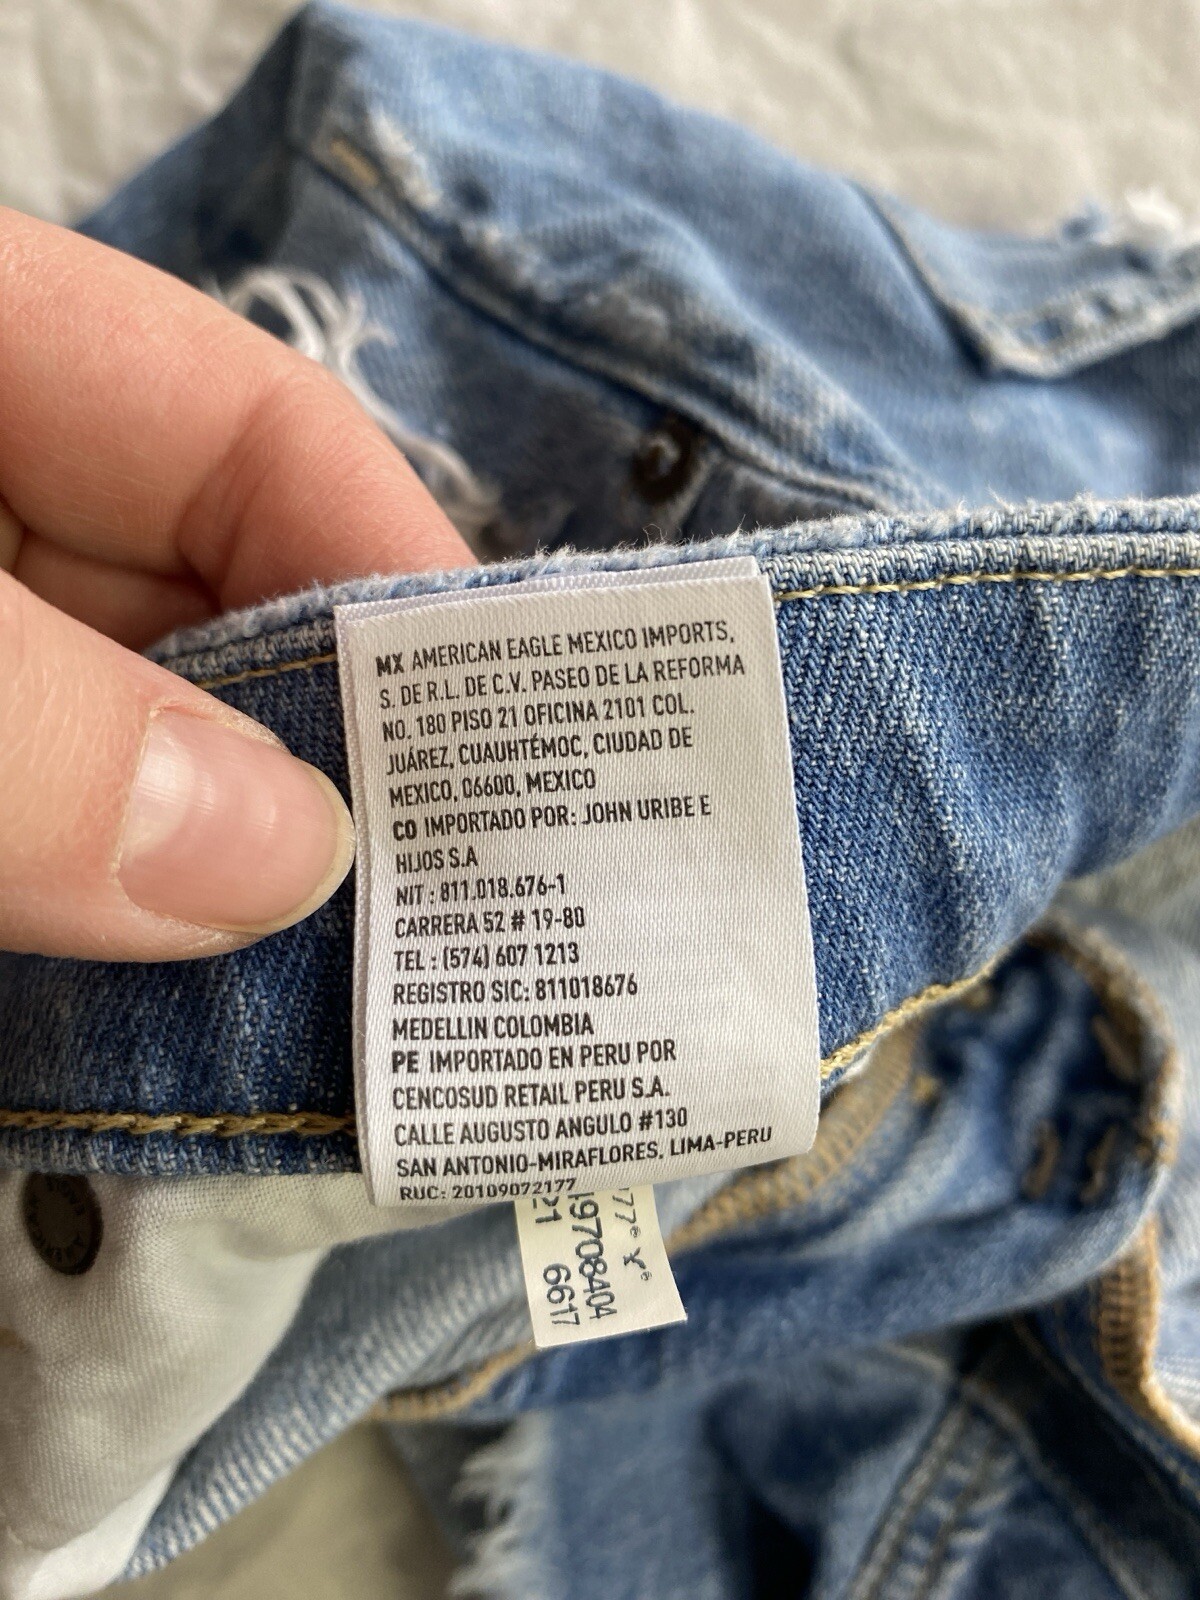 MX AMERICAN EAGLE MEXICO IMPORTS,
S. DE R.L. DE C.V. PASEO DE LA REFORMA
NO. 180 PISO 21 OFICINA 2101 COL.
JUÁREZ, CUAUHTÉMOC, CIUDAD DE
MEXICO, 06600, MEXICO
CO IMPORTADO POR: JOHN URIBE E
HIJOS S.A
NIT : 811.018.676-1
CARRERA 52 # 19-80
TEL : (574) 607 1213
REGISTRO SIC: 811018676
MEDELLIN COLOMBIA
PE IMPORTADO EN PERU POR
CENCOSUD RETAIL PERU S.A.
CALLE AUGUSTO ANGULO #130
SAN ANTONIO-MIRAFLORES, LIMA-PERU
RUC: 20109072177
49708404
21 6617